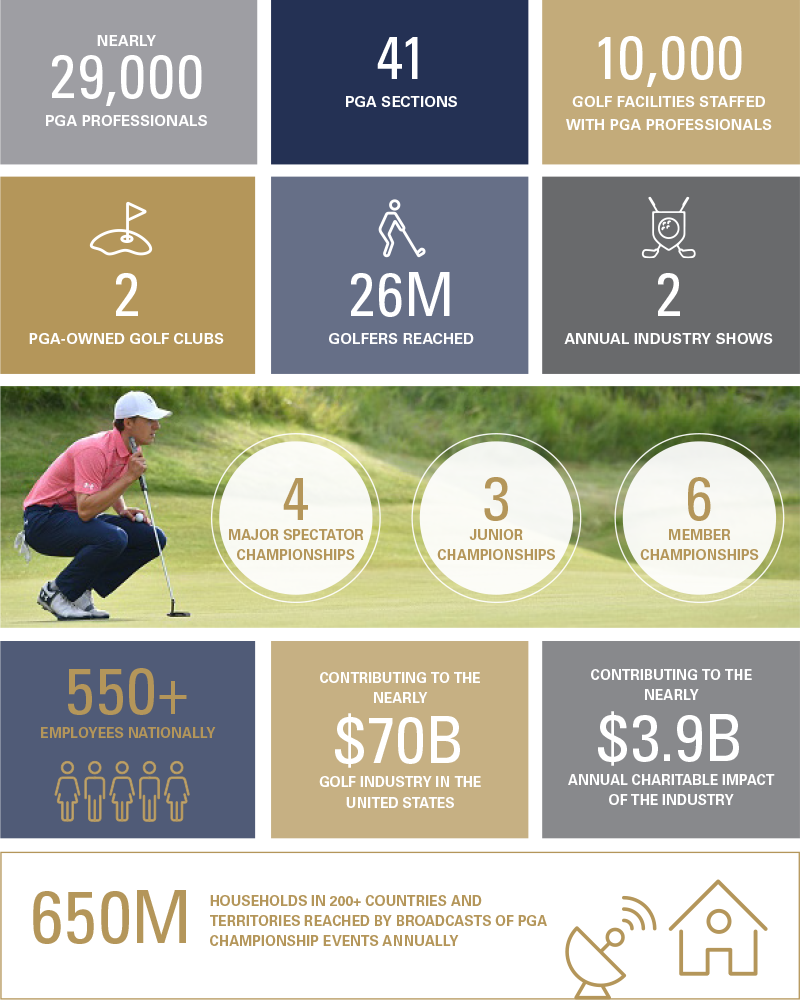 NEARLY
29,000
PGA PROFESSIONALS
41
PGA SECTIONS
10,000
GOLF FACILITIES STAFFED
WITH PGA PROFESSIONALS
2
PGA-OWNED GOLF CLUBS
26M
GOLFERS REACHED
2
ANNUAL INDUSTRY SHOWS
4
MAJOR SPECTATOR
CHAMPIONSHIPS
3
JUNIOR
CHAMPIONSHIPS
6
MEMBER
CHAMPIONSHIPS
550+
EMPLOYEES NATIONALLY
CONTRIBUTING TO THE
NEARLY
$70B
GOLF INDUSTRY IN THE
UNITED STATES
CONTRIBUTING TO THE
NEARLY
$3.9B
ANNUAL CHARITABLE IMPACT
OF THE INDUSTRY
650M
HOUSEHOLDS IN 200+ COUNTRIES AND
TERRITORIES REACHED BY BROADCASTS OF PGA
CHAMPIONSHIP EVENTS ANNUALLY